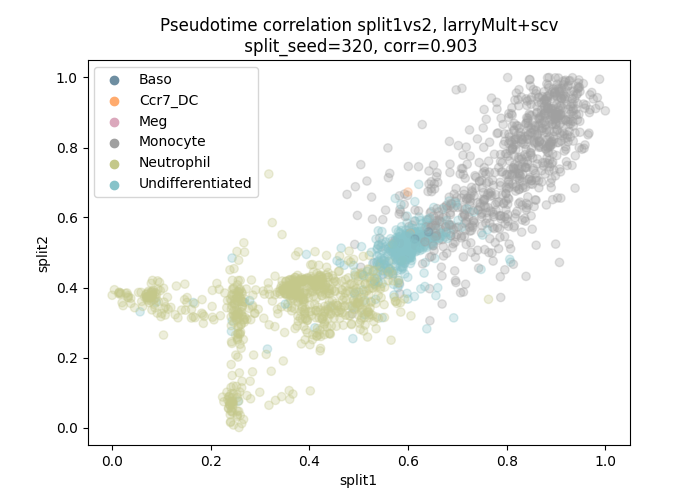 Pseudotime correlation split1vs2, larryMult+scv
split_seed=320, corr=0.903
Baso
Ccr7_DC
Meg
Monocyte
Neutrophil
Undifferentiated
1.0
0.8
0.6
0.4
0.2
0.0
split2
0.0 0.2 0.4 0.6 0.8 1.0
split1